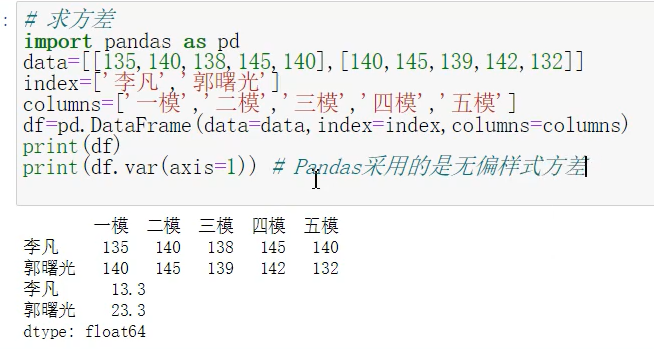 :
# 求方差
import pandas as pd
data=[[135,140,138,145,140],[140,145,139,142,132]]
index=['李凡','郭曙光']
columns=['一模','二模','三模','四模','五模']
df=pd.DataFrame(data=data,index=index,columns=columns)
print(df)
print(df.var(axis=1)) # Pandas采用的是无偏样式方差
一模 二模 三模 四模 五模
李凡 135 140 138 145 140
郭曙光 140 145 139 142 132
李凡 13.3
郭曙光 23.3
dtype: float64